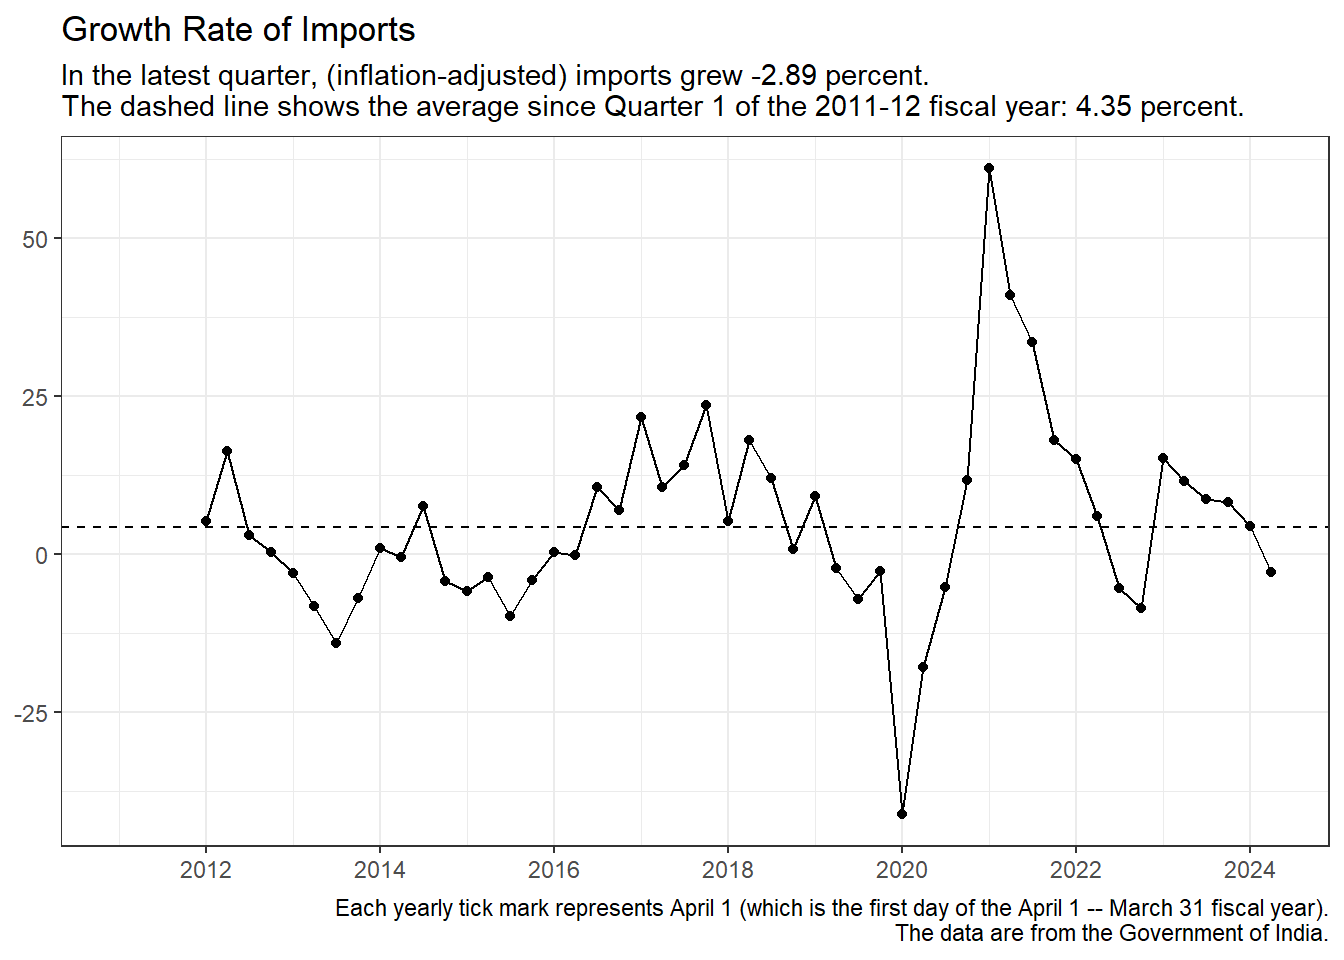 Growth Rate of Imports
In the latest quarter, (inflation-adjusted) imports grew -2.89 percent.
The dashed line shows the average since Quarter 1 of the 2011-12 fiscal year: 4.35 percent.
50
25
0
-25
2012 2014 2016 2018 2020 2022 2024
Each yearly tick mark represents April 1 (which is the first day of the April 1 -- March 31 fiscal year).
The data are from the Government of India.